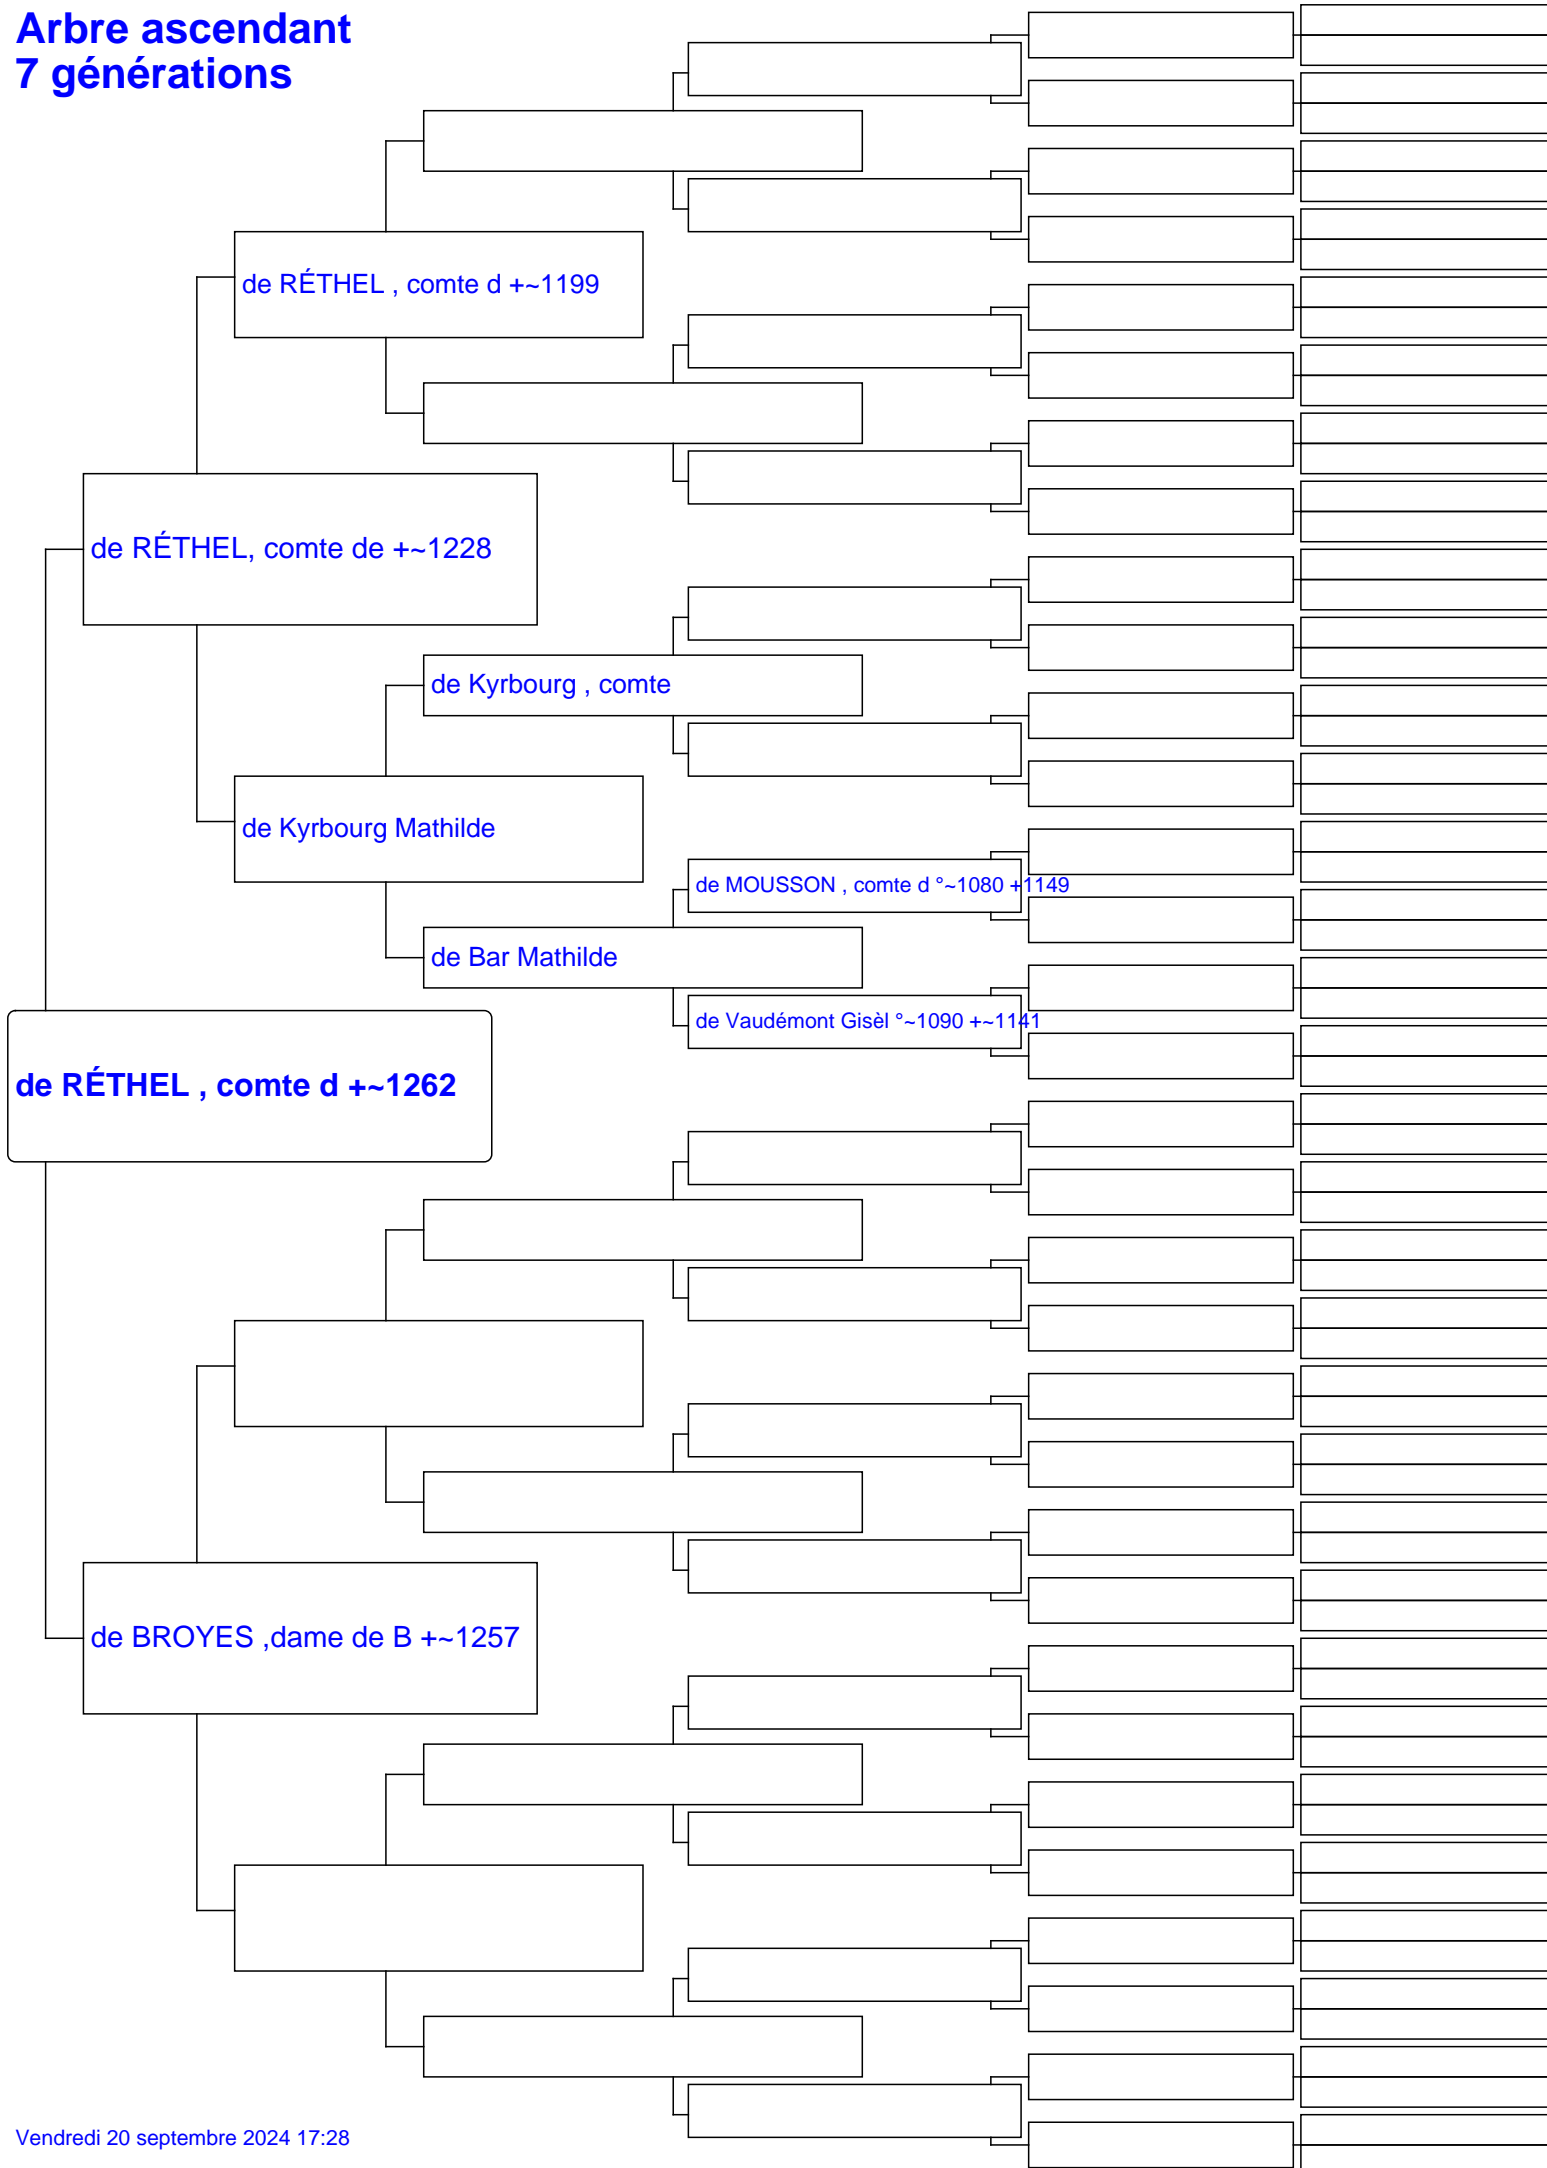 Arbre ascendant
7 générations
de RÉTHEL , comte d +~1199
de RÉTHEL, comte de +~1228
de Kyrbourg , comte
de Kyrbourg Mathilde
de MOUSSON , comte d °~1080 +1149
de Bar Mathilde
de Vaudémont Gisèl °~1090 +~1141
de RÉTHEL , comte d +~1262
de BROYES ,dame de B +~1257
Vendredi 20 septembre 2024 17:28